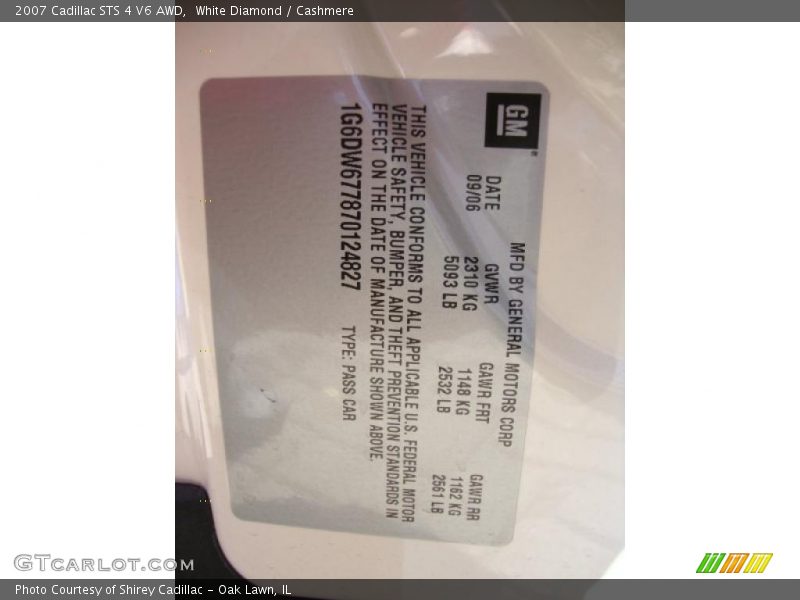 2007 Cadillac STS 4 V6 AWD,  White Diamond / Cashmere
GM
MFD BY GENERAL MOTORS CORP
DATE GVWR GAWR FRT GAWR RR
09/06 2310 KG 1148 KG 1162 KG
5093 LB 2532 LB 2561 LB
THIS VEHICLE CONFORMS TO ALL APPLICABLE U.S. FEDERAL MOTOR
VEHICLE SAFETY, BUMPER, AND THEFT PREVENTION STANDARDS IN
EFFECT ON THE DATE OF MANUFACTURE SHOWN ABOVE.
1G6DW677870124827 TYPE: PASS CAR
GTCARLOT.COM
Photo Courtesy of Shirey Cadillac - Oak Lawn, IL